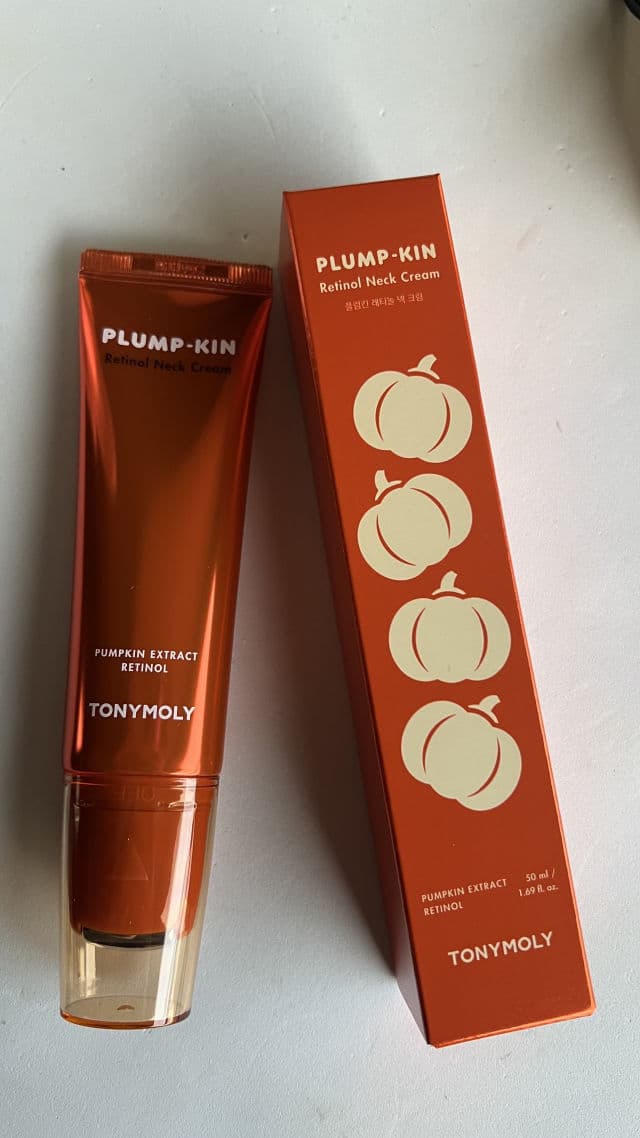 PLUMP-KIN
Retinol Neck Cream
PUMPKIN EXTRACT
RETINOL
TONYMOLY
PLUMP-KIN
Retinol Neck Cream
플럼킨 레티놀 넥 크림
PUMPKIN EXTRACT
RETINOL
50 ml /
1.69 fl. oz.
TONYMOLY